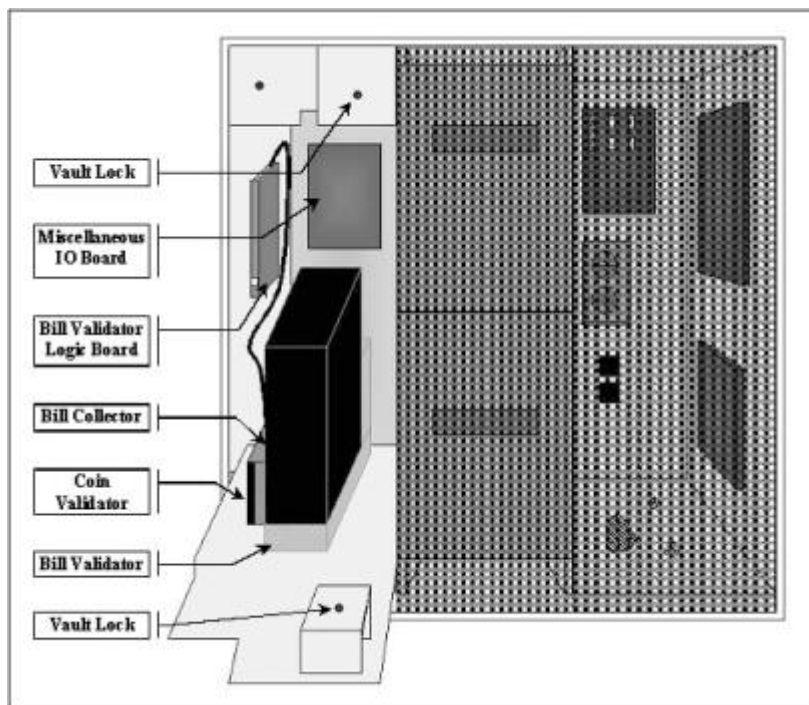 Vault Lock
Miscellaneous
IO Board
Bill Validator
Logic Board
Bill Collector
Coin
Validator
Bill Validator
Vault Lock